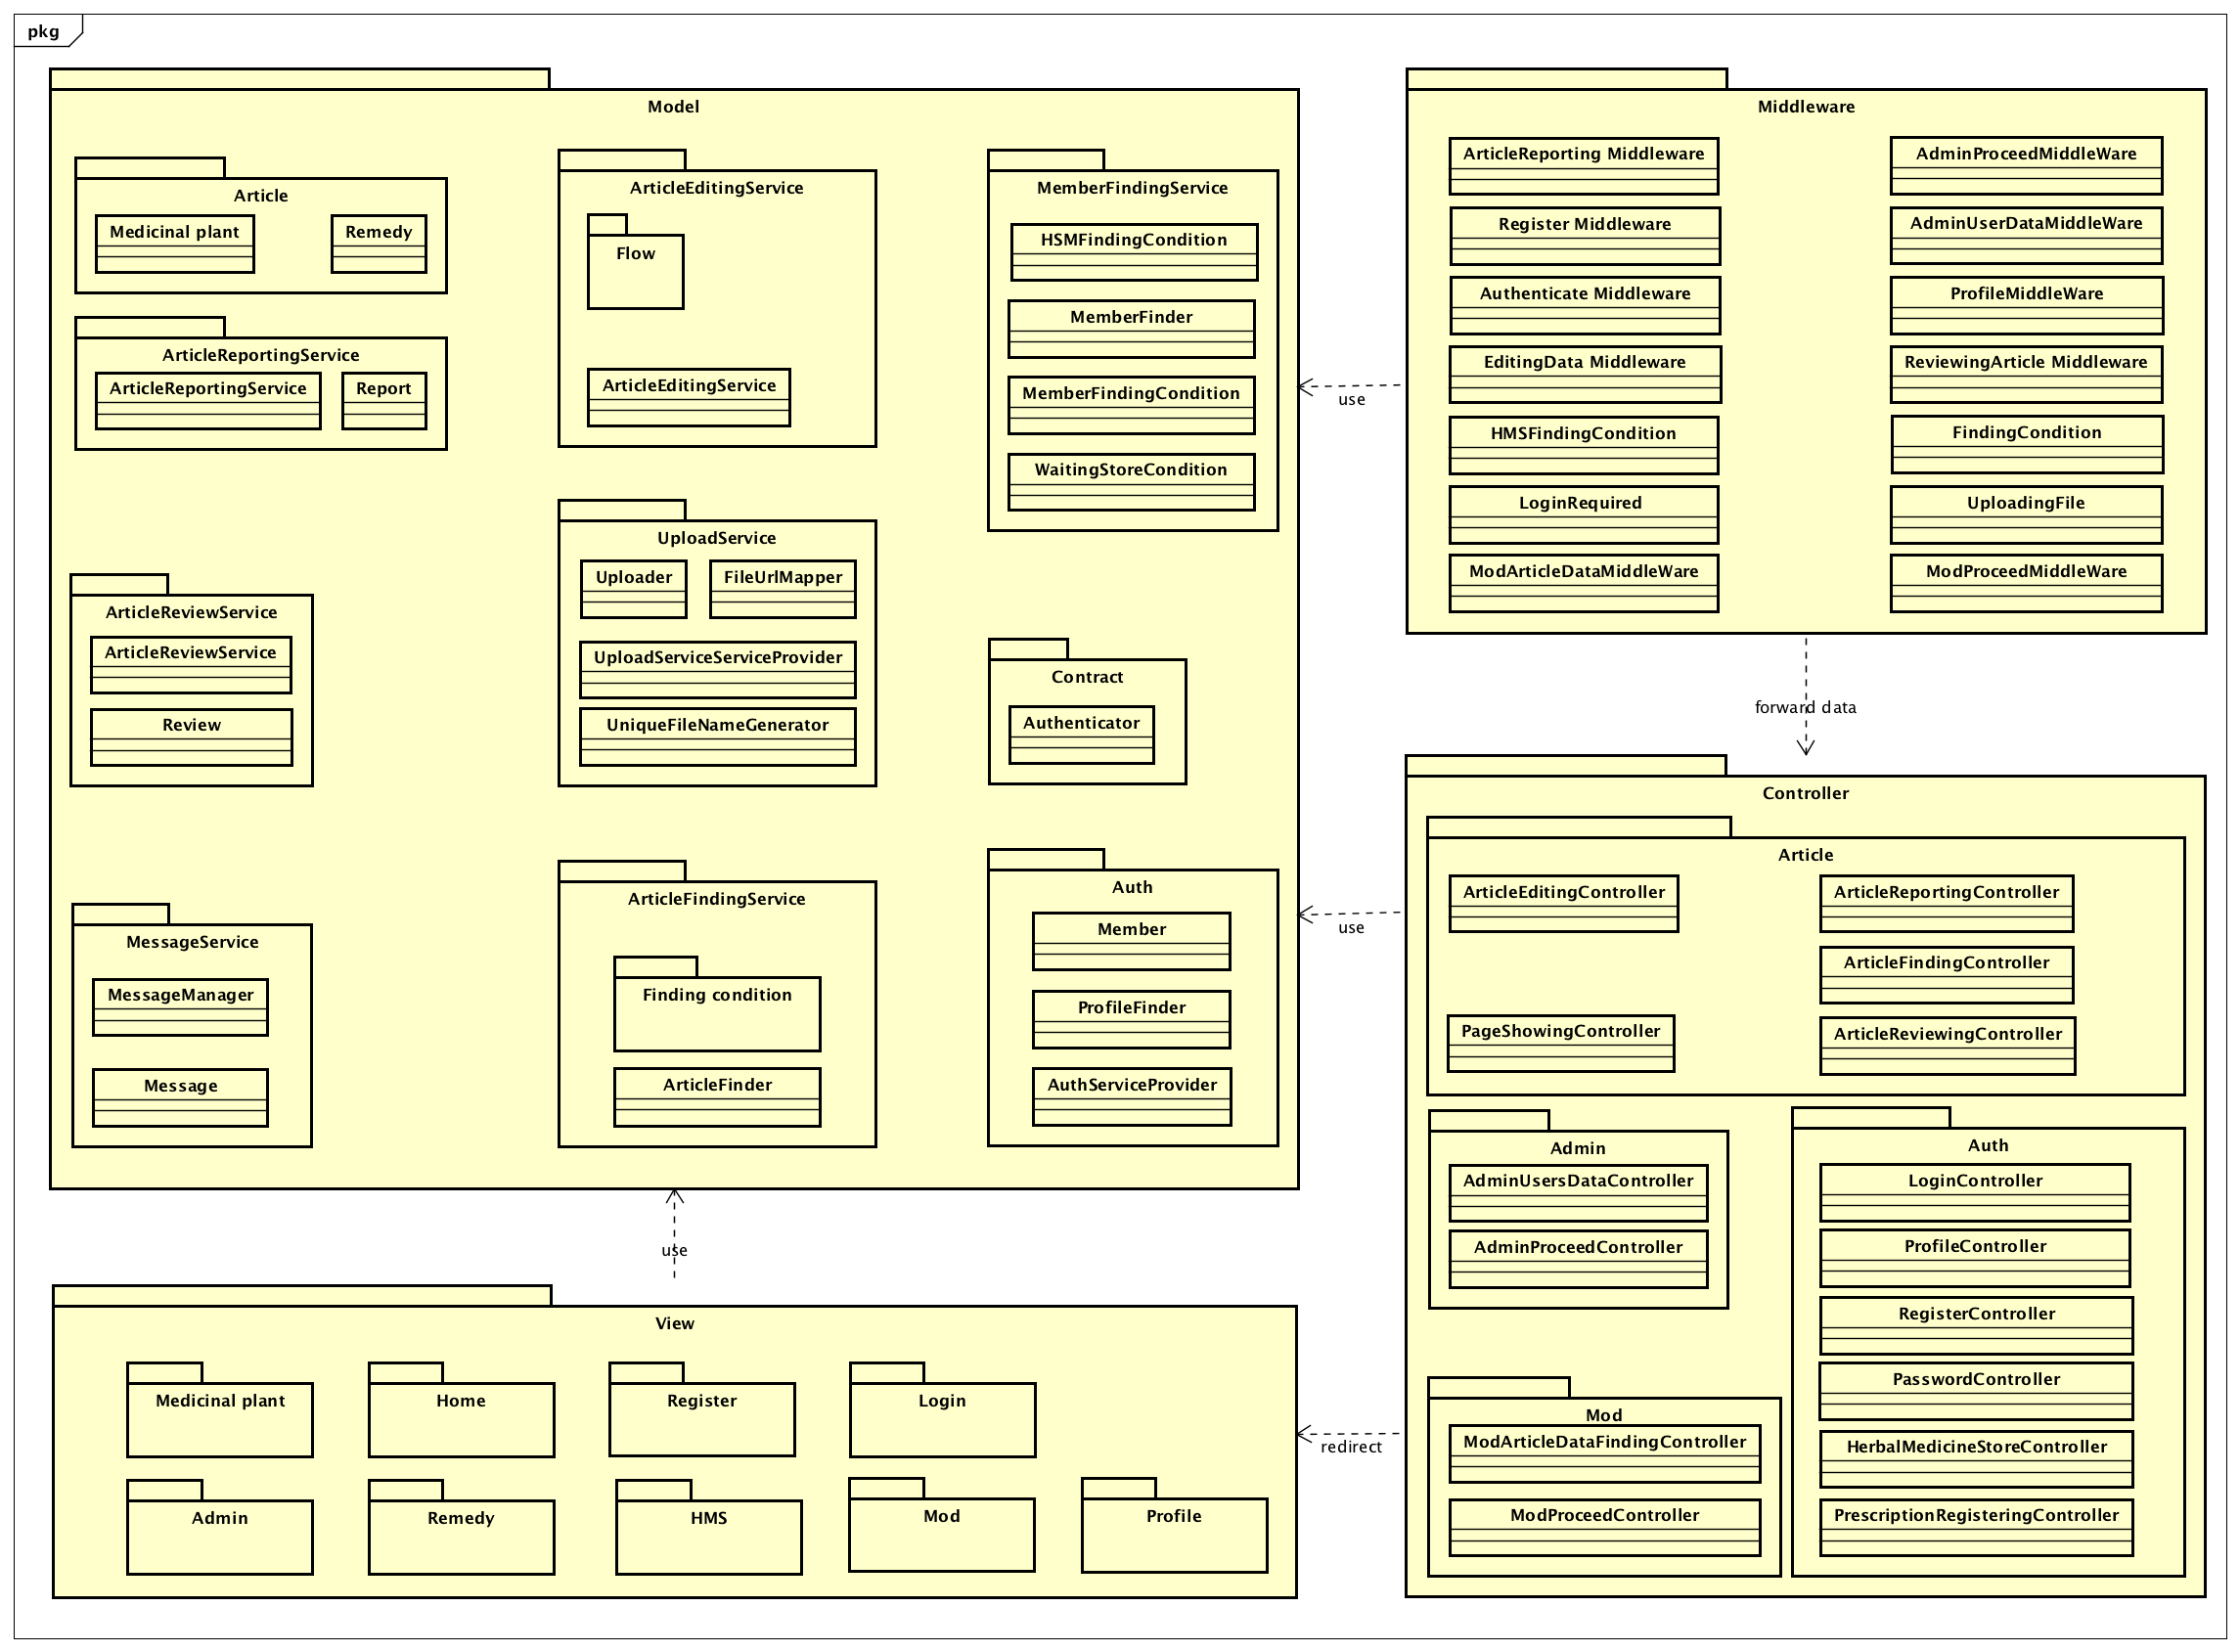 pkg
Model
Article
Medicinal plant
Remedy
ArticleReportingService
ArticleReportingService
Report
ArticleReviewService
ArticleReviewService
Review
MessageService
MessageManager
Message
ArticleEditingService
Flow
ArticleEditingService
UploadService
Uploader
FileUrlMapper
UploadServiceServiceProvider
UniqueFileNameGenerator
ArticleFindingService
Finding condition
ArticleFinder
MemberFindingService
HSMFindingCondition
MemberFinder
MemberFindingCondition
WaitingStoreCondition
Contract
Authenticator
Auth
Member
ProfileFinder
AuthServiceProvider
use
use
use
redirect
forward data
Middleware
ArticleReporting Middleware
AdminProceedMiddleWare
Register Middleware
AdminUserDataMiddleWare
Authenticate Middleware
ProfileMiddleWare
EditingData Middleware
ReviewingArticle Middleware
HMSFindingCondition
FindingCondition
LoginRequired
UploadingFile
ModArticleDataMiddleWare
ModProceedMiddleWare
Controller
Article
ArticleEditingController
ArticleReportingController
ArticleFindingController
PageShowingController
ArticleReviewingController
Admin
AdminUsersDataController
AdminProceedController
Mod
ModArticleDataFindingController
ModProceedController
Auth
LoginController
ProfileController
RegisterController
PasswordController
HerbalMedicineStoreController
PrescriptionRegisteringController
View
Medicinal plant
Home
Register
Login
Admin
Remedy
HMS
Mod
Profile